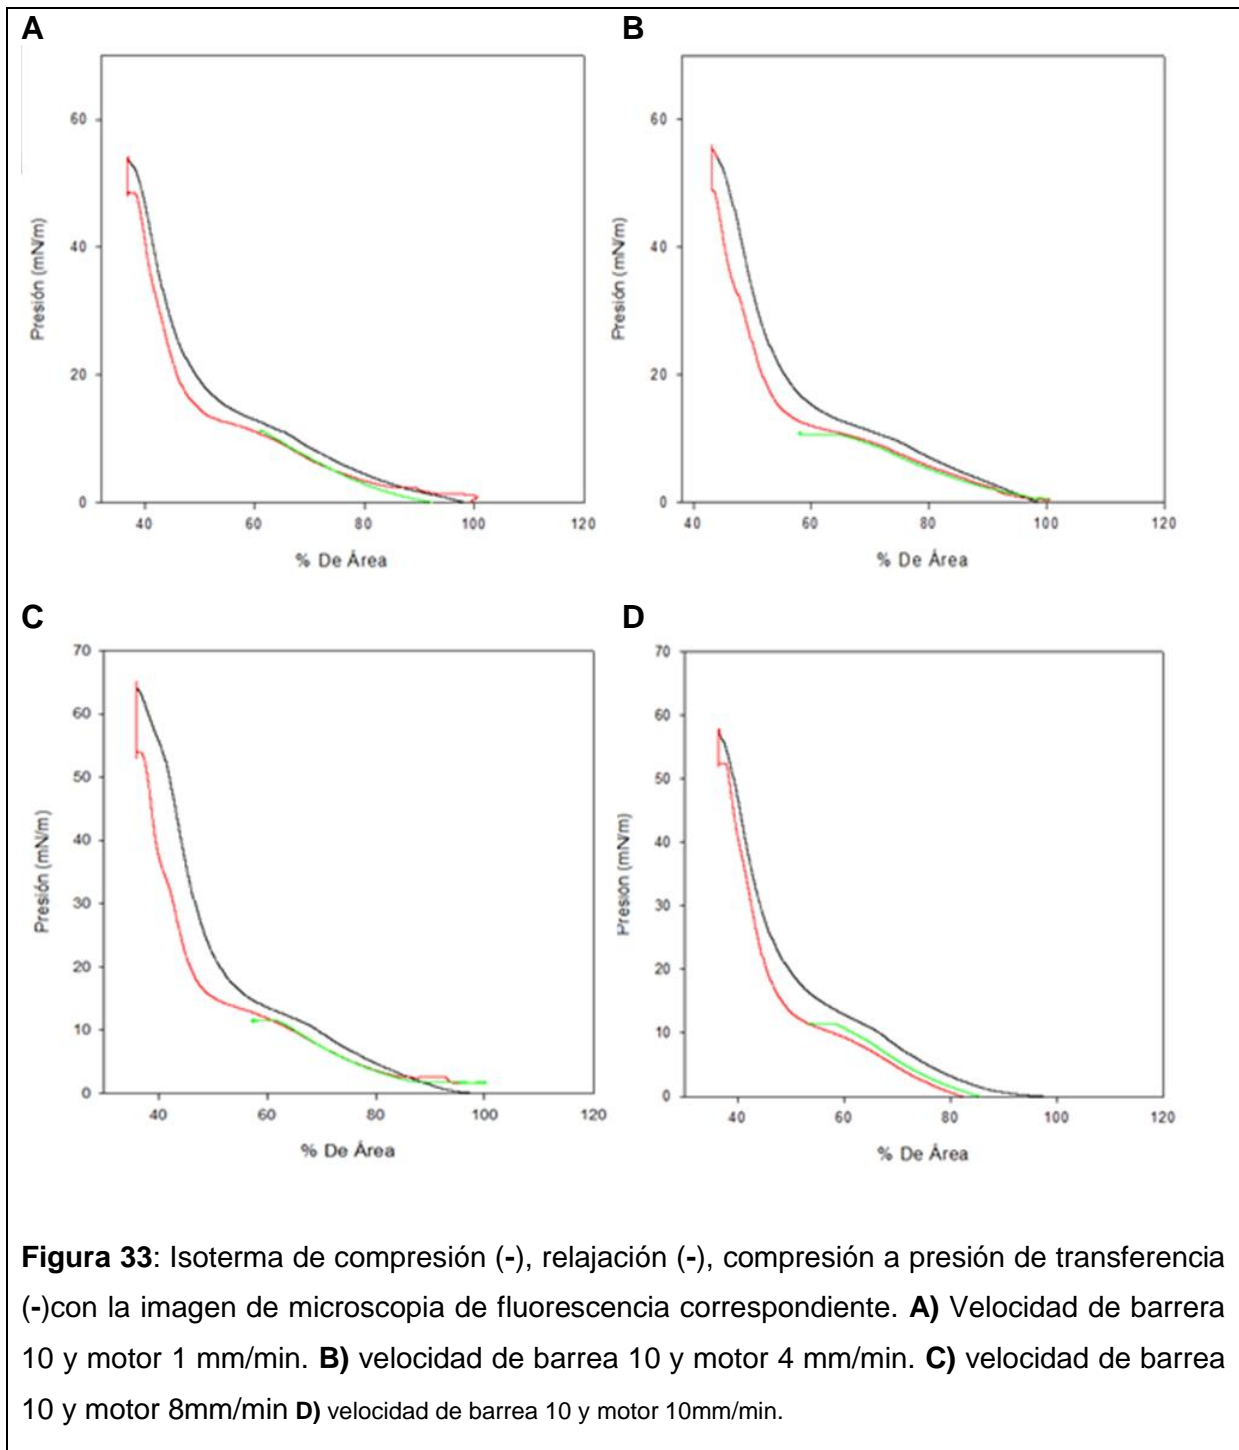 A
B
60
40
20
0
Presión (mN/m)
40 60 80 100 120
% De Área
60
40
20
0
Presión (mN/m)
40 60 80 100 120
% De Área
C
D
70
60
50
40
30
20
10
0
Presión (mN/m)
40 60 80 100 120
% De Área
70
60
50
40
30
20
10
0
Presión (mN/m)
40 60 80 100 120
% De Área
Figura 33: Isoterma de compresión (-), relajación (-), compresión a presión de transferencia
(-)con la imagen de microscopia de fluorescencia correspondiente. A) Velocidad de barrera
10 y motor 1 mm/min. B) velocidad de barrea 10 y motor 4 mm/min. C) velocidad de barrea
10 y motor 8mm/min D) velocidad de barrea 10 y motor 10mm/min.